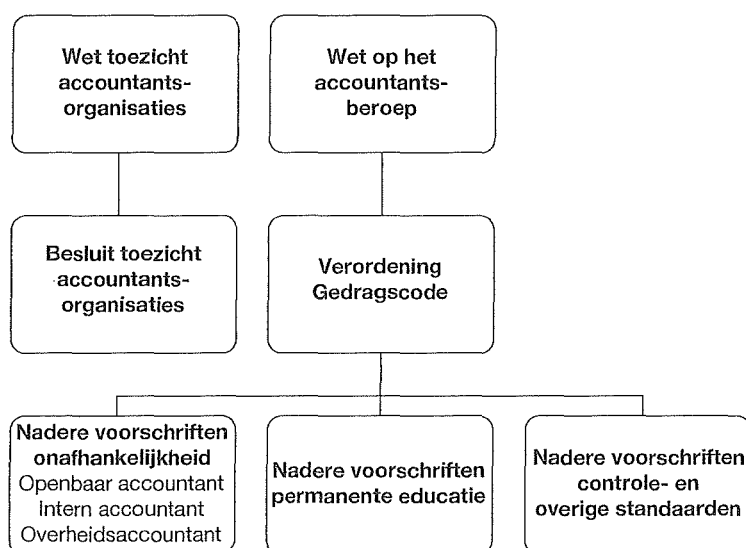 Wet toezicht
accountants-
organisaties
Wet op het
accountants-
beroep
Besluit toezicht
accountants-
organisaties
Verordening
Gedragscode
Nadere voorschriften
onafhankelijkheid
Openbaar accountant
Intern accountant
Overheidsaccountant
Nadere voorschriften
permanente educatie
Nadere voorschriften
controle- en
overige standaarden